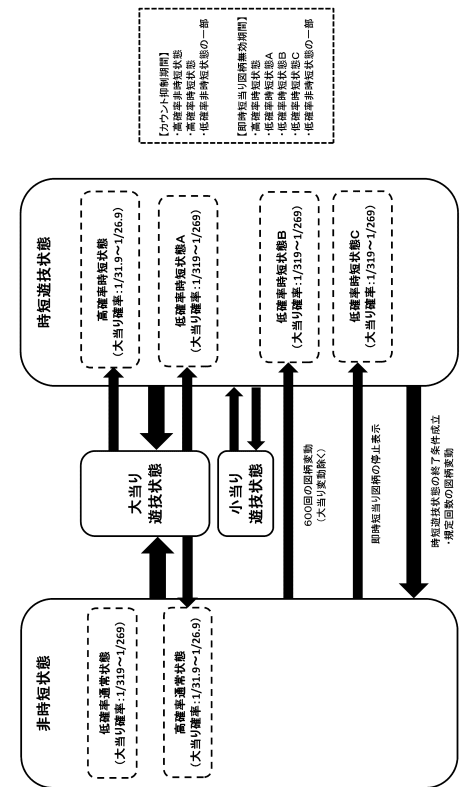 非時短状態
低確率通常状態
（大当り確率：1/319～1/269）
高確率通常状態
（大当り確率：1/31.9～1/26.9）
大当り
遊技状態
小当り
遊技状態
600回の図柄変動
（大当り変動除く）
即時短当り図柄の停止表示
時短遊技状態の終了条件成立
・規定回数の図柄変動
時短遊技状態
高確率時短状態
（大当り確率：1/31.9～1/26.9）
低確率時短状態A
（大当り確率：1/319～1/269）
低確率時短状態B
（大当り確率：1/319～1/269）
低確率時短状態C
（大当り確率：1/319～1/269）
【カウント抑制期間】
・高確率非時短状態
・高確率時短状態
・低確率非時短状態の一部
【即時短当り図柄無効期間】
・高確率時短状態
・低確率時短状態A
・低確率時短状態B
・低確率時短状態C
・低確率非時短状態の一部